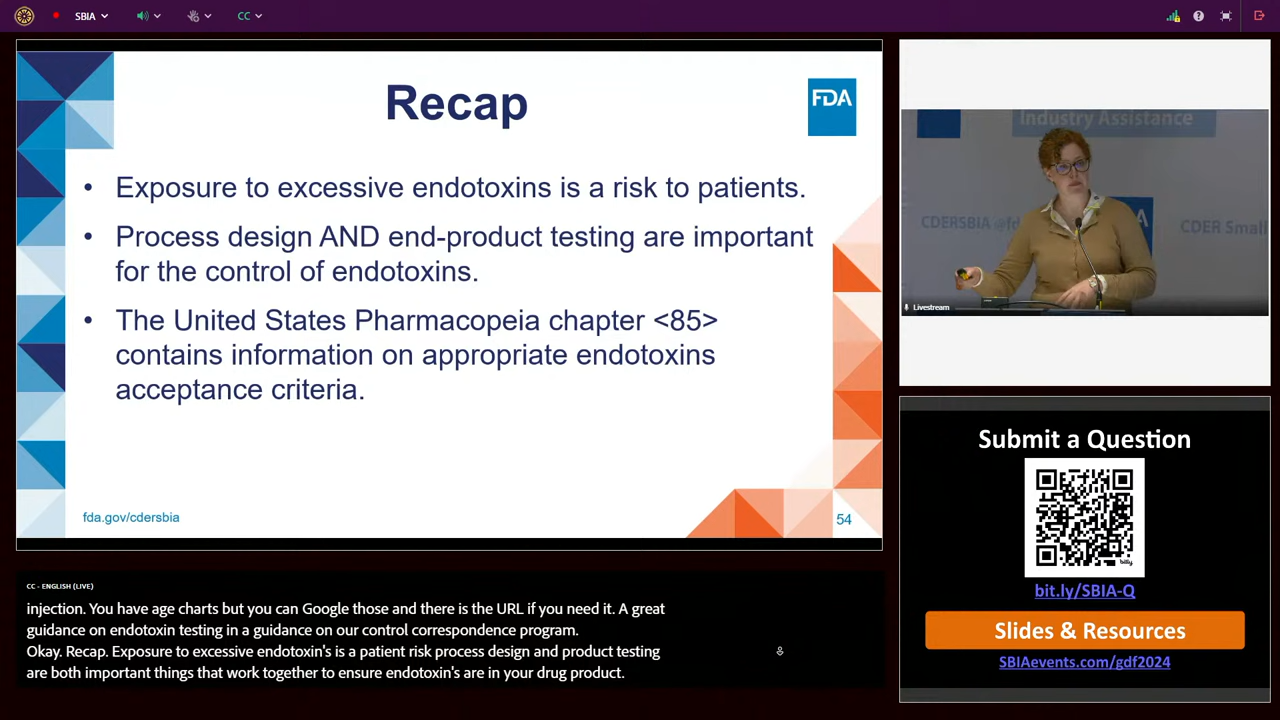 SBIA
CC
Recap
FDA
• Exposure to excessive endotoxins is a risk to patients.
• Process design AND end-product testing are important
for the control of endotoxins.
• The United States Pharmacopeia chapter <85>
contains information on appropriate endotoxins
acceptance criteria.
fda.gov/cdersbia
54
Industry Assistance
CDERSBIA @fd
CDER Small
Livestream
Submit a Question
bitly
bit.ly/SBIA-Q
Slides & Resources
SBIAevents.com/gdf2024
CC - ENGLISH (LIVE)
injection. You have age charts but you can Google those and there is the URL if you need it. A great
guidance on endotoxin testing in a guidance on our control correspondence program.
Okay. Recap. Exposure to excessive endotoxin's is a patient risk process design and product testing
are both important things that work together to ensure endotoxin's are in your drug product.